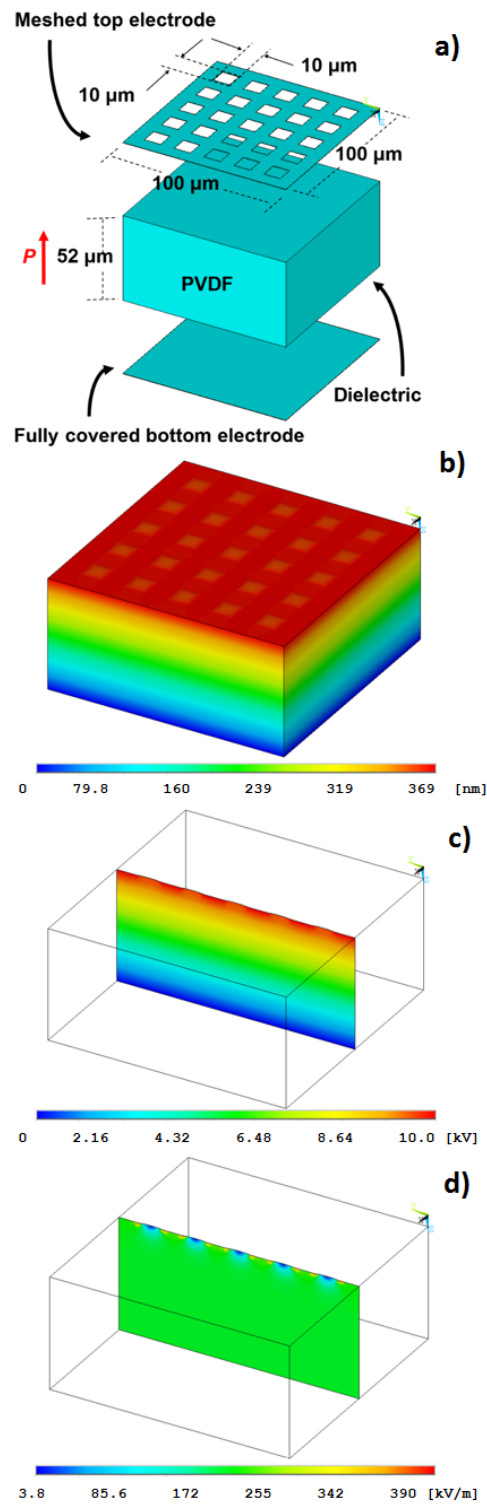 Meshed top electrode
a)
10 µm
10 µm
100 µm
100 µm
P
52 µm
PVDF
Dielectric
Fully covered bottom electrode
b)
0 79.8 160 239 319 369 [nm]
c)
0 2.16 4.32 6.48 8.64 10.0 [kV]
d)
3.8 85.6 172 255 342 390 [kV/m]